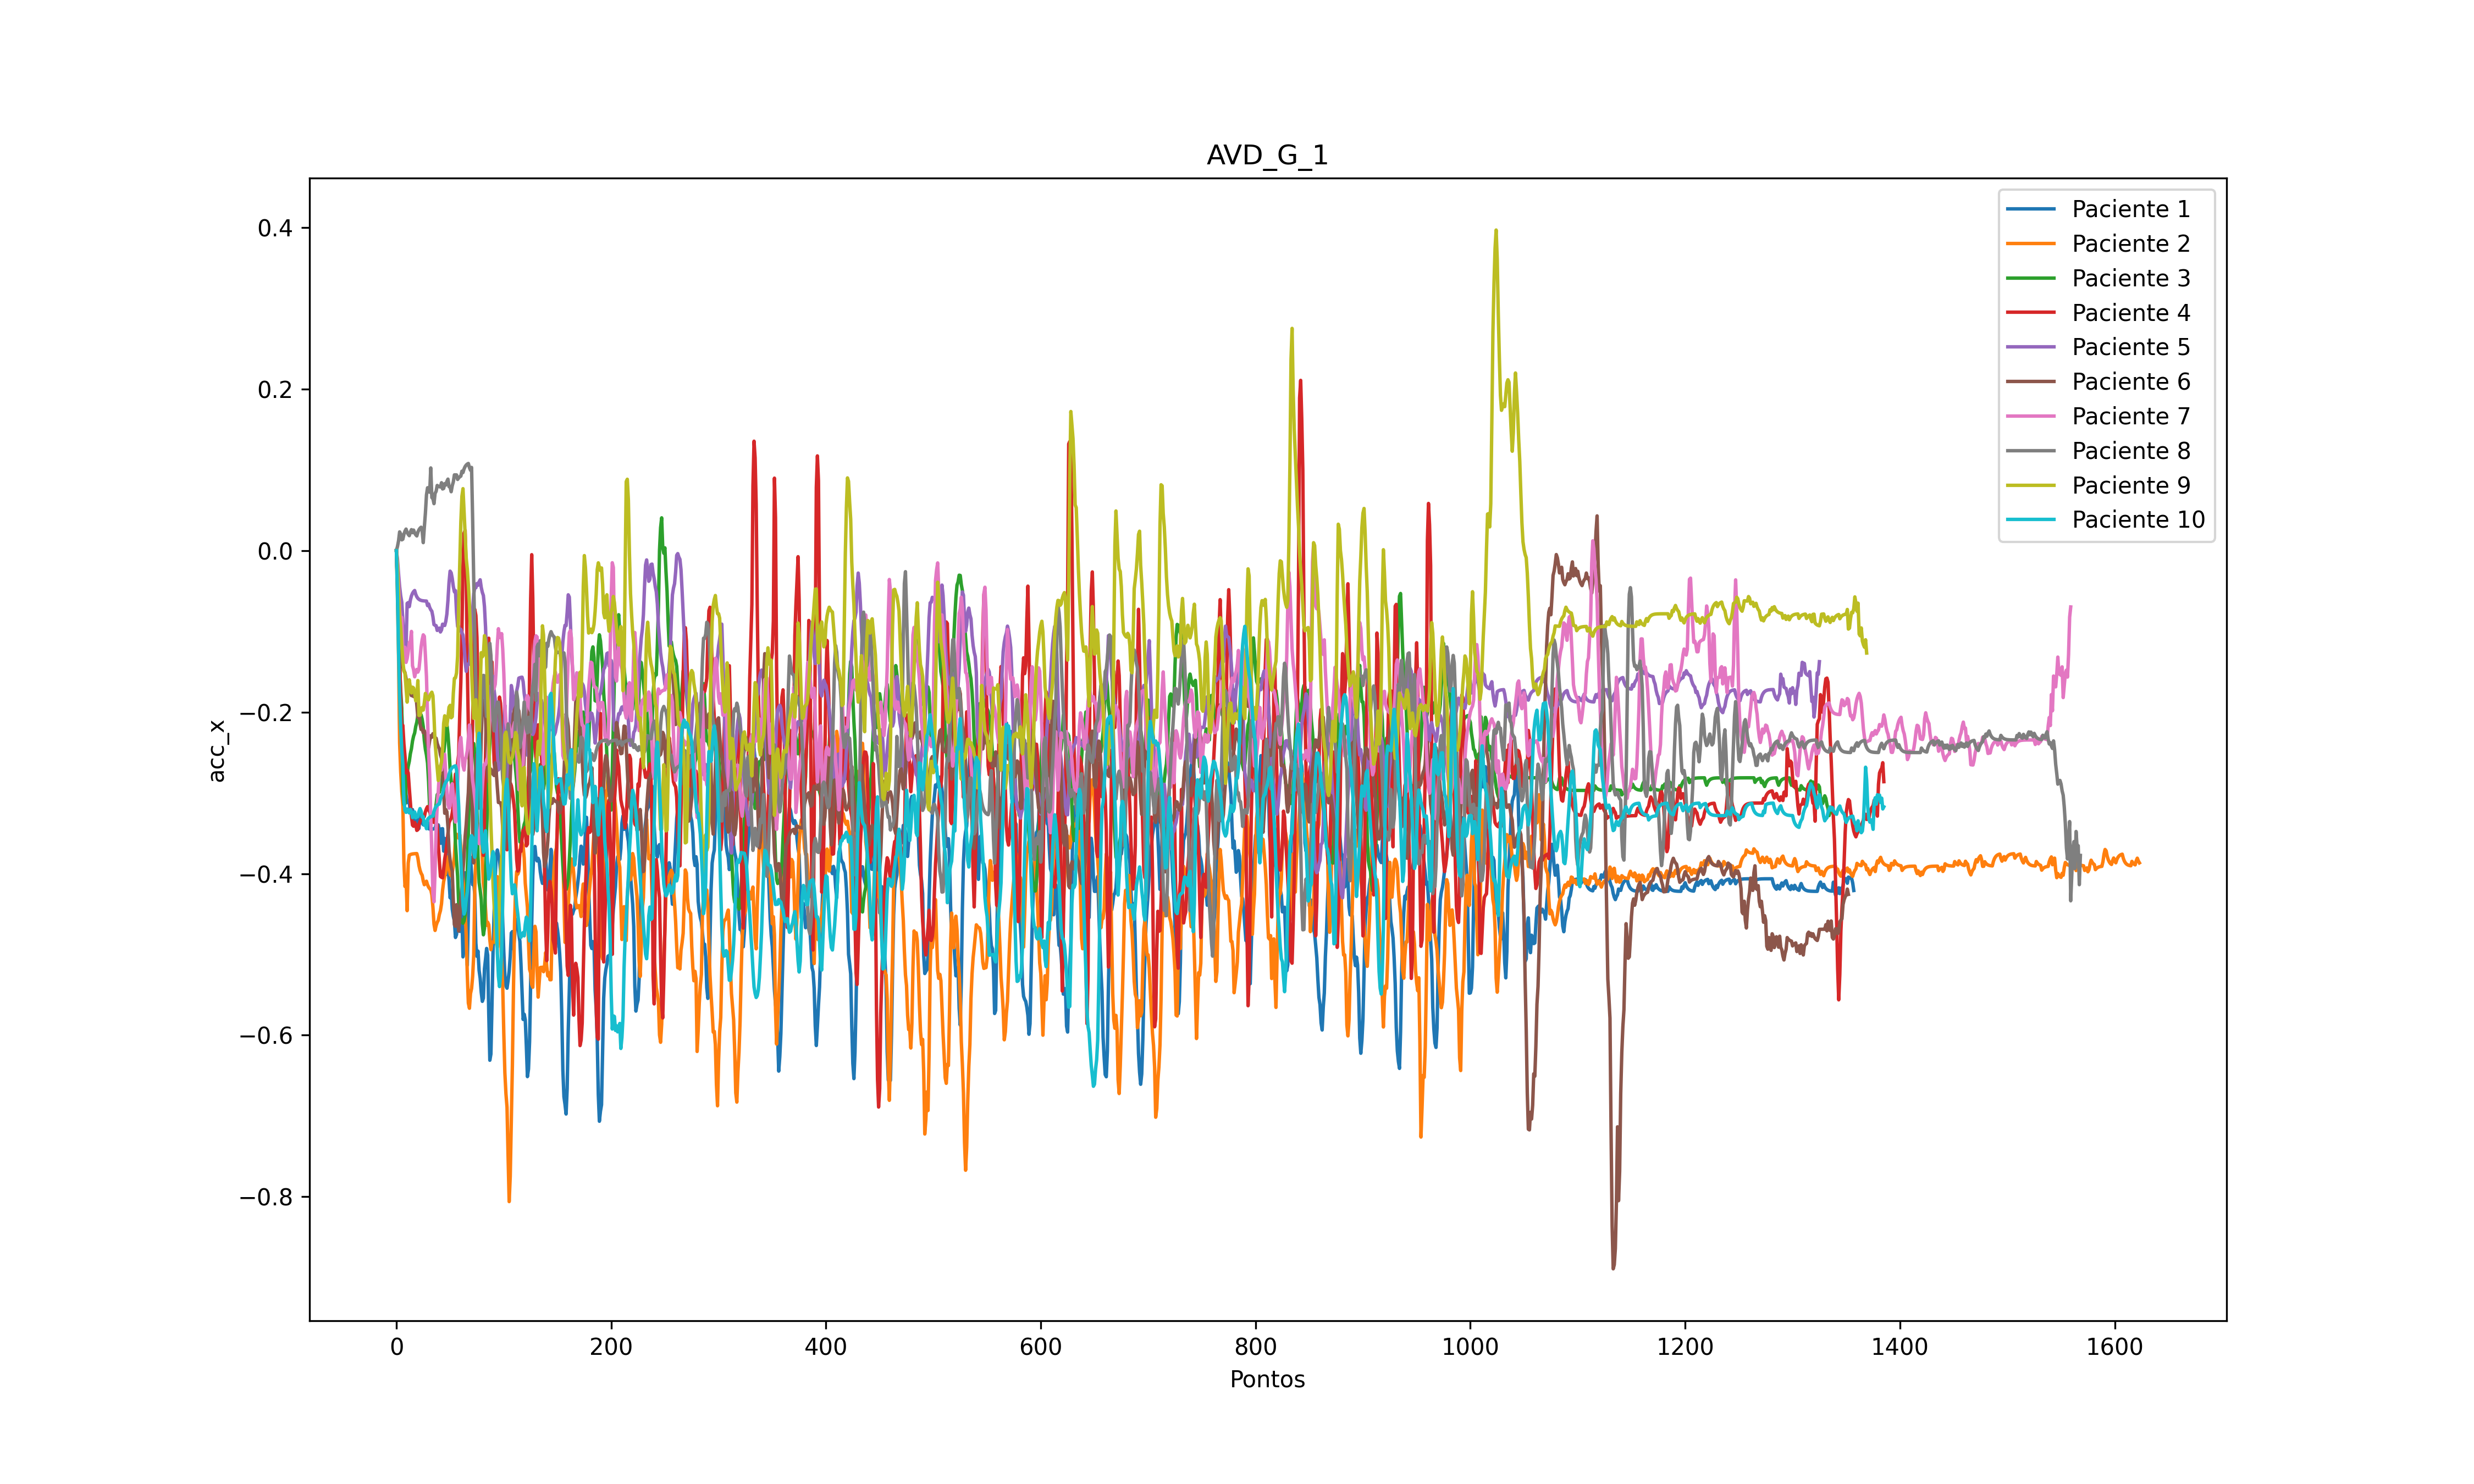 AVD_G_1
0.4
0.2
0.0
−0.2
−0.4
−0.6
−0.8
acc_x
0 200 400 600 800 1000 1200 1400 1600
Pontos
Paciente 1
Paciente 2
Paciente 3
Paciente 4
Paciente 5
Paciente 6
Paciente 7
Paciente 8
Paciente 9
Paciente 10